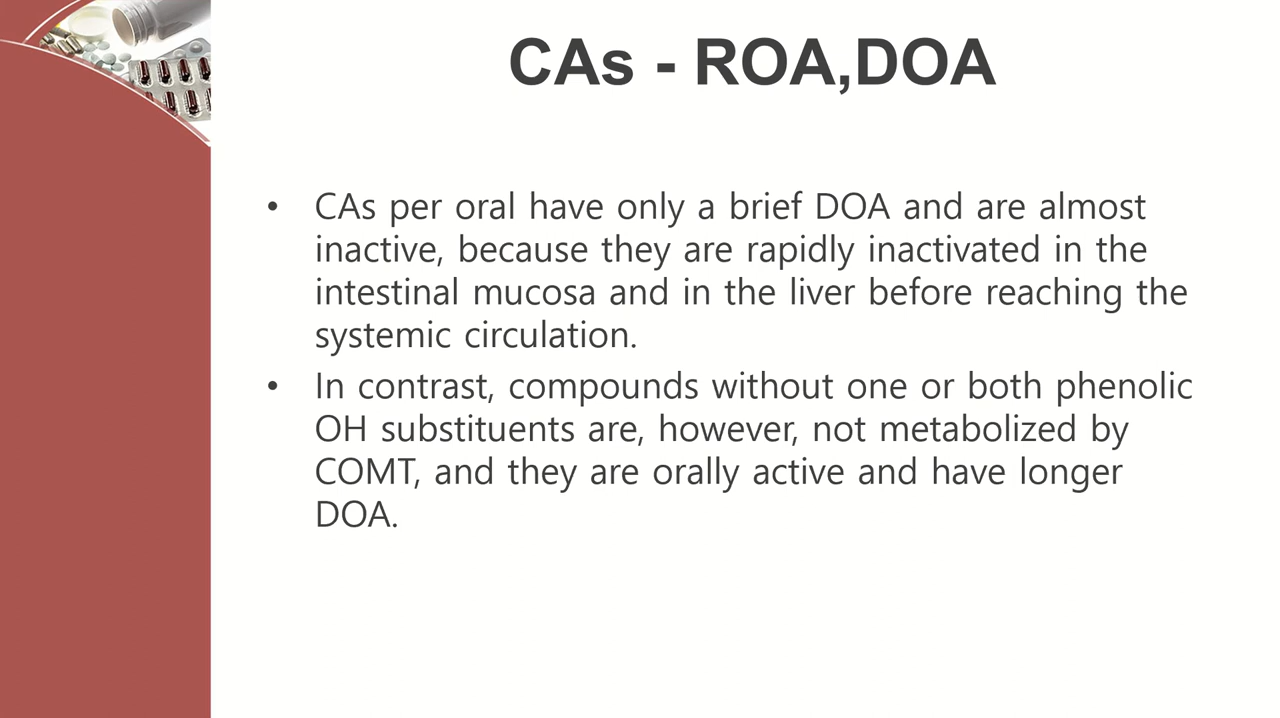 CAs - ROA,DOA
• CAs per oral have only a brief DOA and are almost
inactive, because they are rapidly inactivated in the
intestinal mucosa and in the liver before reaching the
systemic circulation.
• In contrast, compounds without one or both phenolic
OH substituents are, however, not metabolized by
COMT, and they are orally active and have longer
DOA.